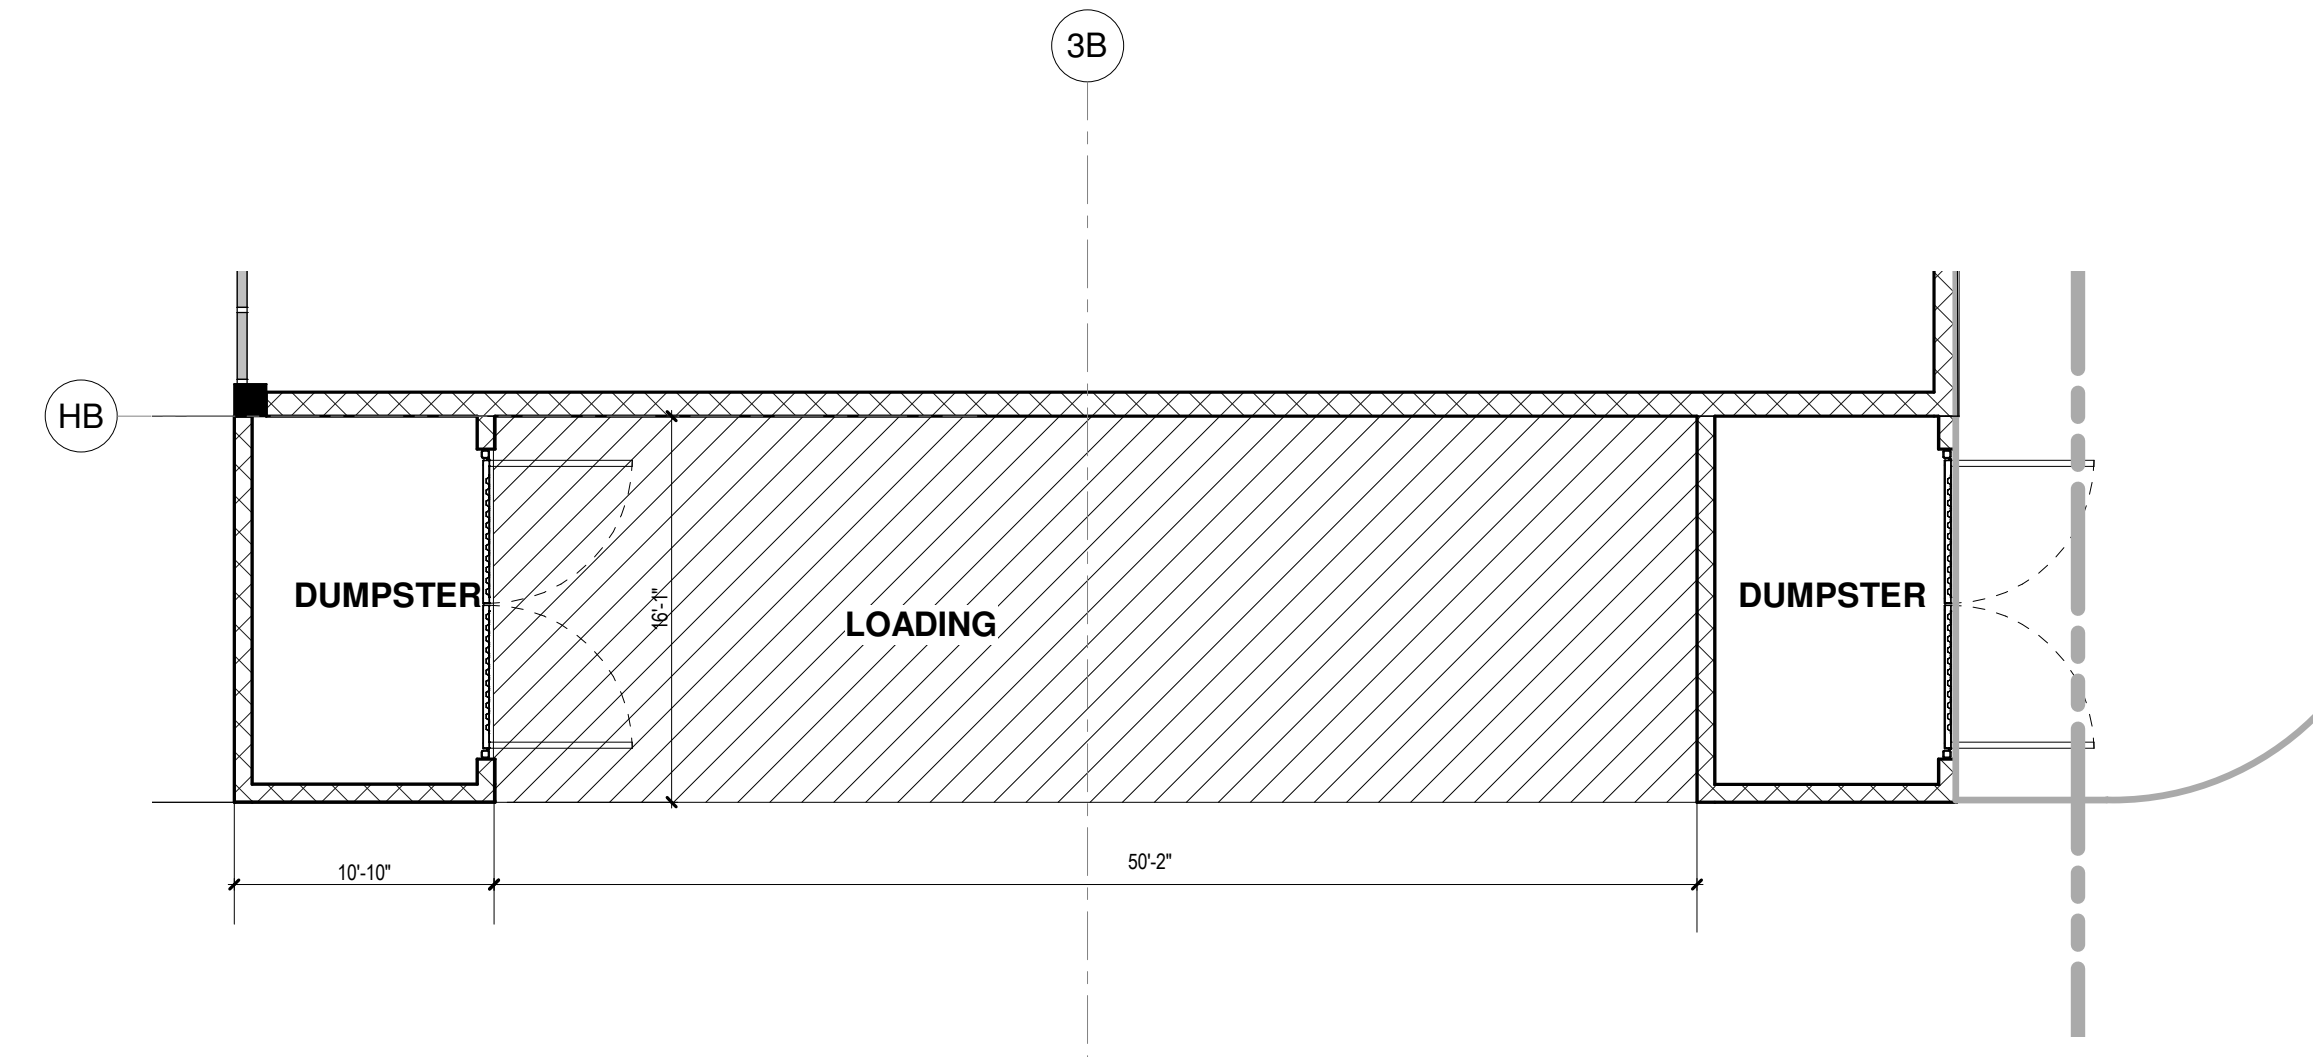 3B
HB
DUMPSTER
16'-1"
LOADING
DUMPSTER
10'-10"
50'-2"